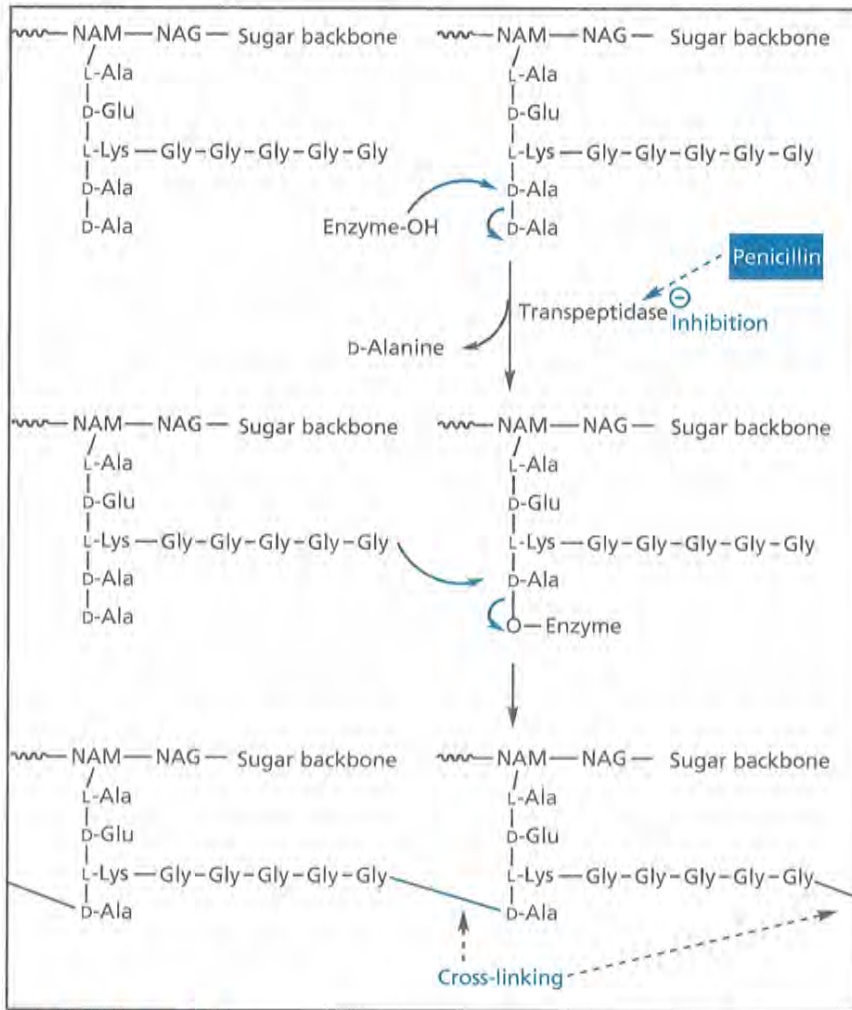 NAM—NAG— Sugar backbone NAM—NAG— Sugar backbone
L-Ala L-Ala
D-Glu D-Glu
L-Lys—Gly–Gly–Gly–Gly–Gly L-Lys—Gly–Gly–Gly–Gly–Gly
D-Ala D-Ala
D-Ala Enzyme-OH D-Ala
Penicillin
Transpeptidase −
Inhibition
D-Alanine
NAM—NAG— Sugar backbone NAM—NAG— Sugar backbone
L-Ala L-Ala
D-Glu D-Glu
L-Lys—Gly–Gly–Gly–Gly–Gly L-Lys—Gly–Gly–Gly–Gly–Gly
D-Ala D-Ala
D-Ala O—Enzyme
NAM—NAG— Sugar backbone NAM—NAG— Sugar backbone
L-Ala L-Ala
D-Glu D-Glu
L-Lys—Gly–Gly–Gly–Gly–Gly L-Lys—Gly–Gly–Gly–Gly–Gly
D-Ala D-Ala
Cross-linking